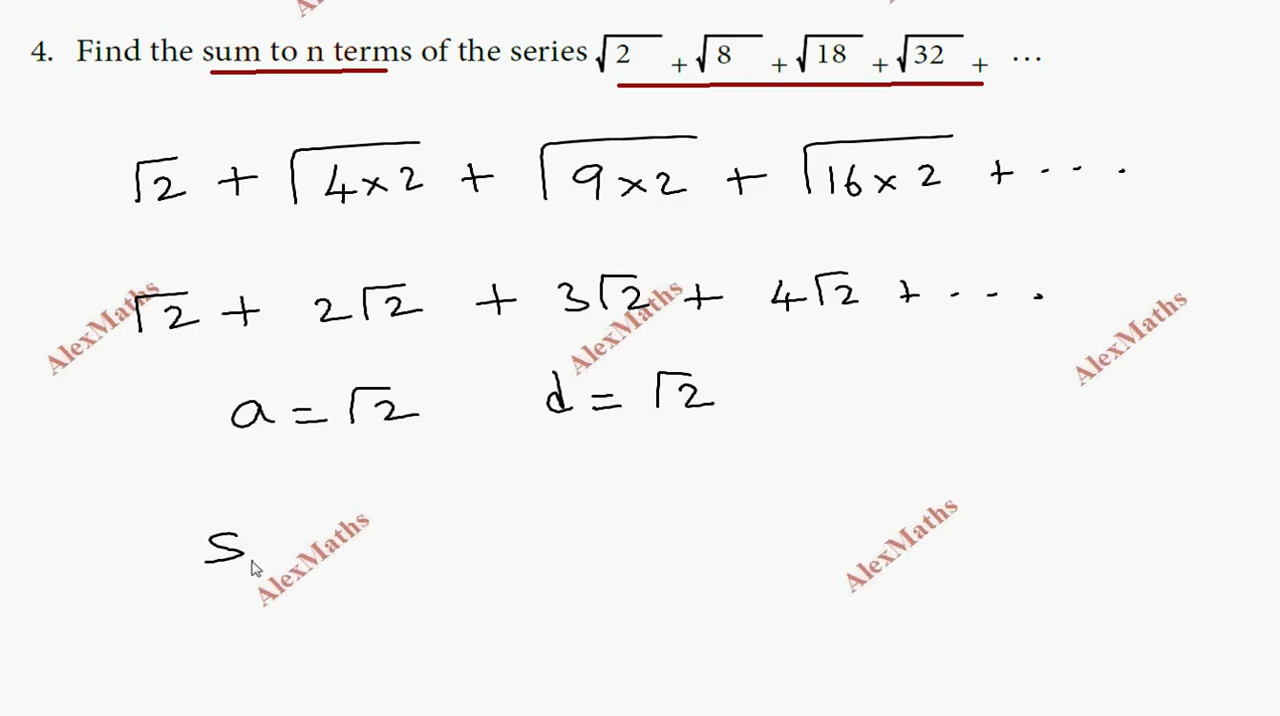 4. Find the sum to n terms of the series √2 + √8 + √18 + √32 + ...
√2 + √4×2 + √9×2 + √16×2 + ...
√2 + 2√2 + 3√2 + 4√2 + ...
AlexMaths AlexMaths AlexMaths
a = √2 d = √2
S
AlexMaths AlexMaths